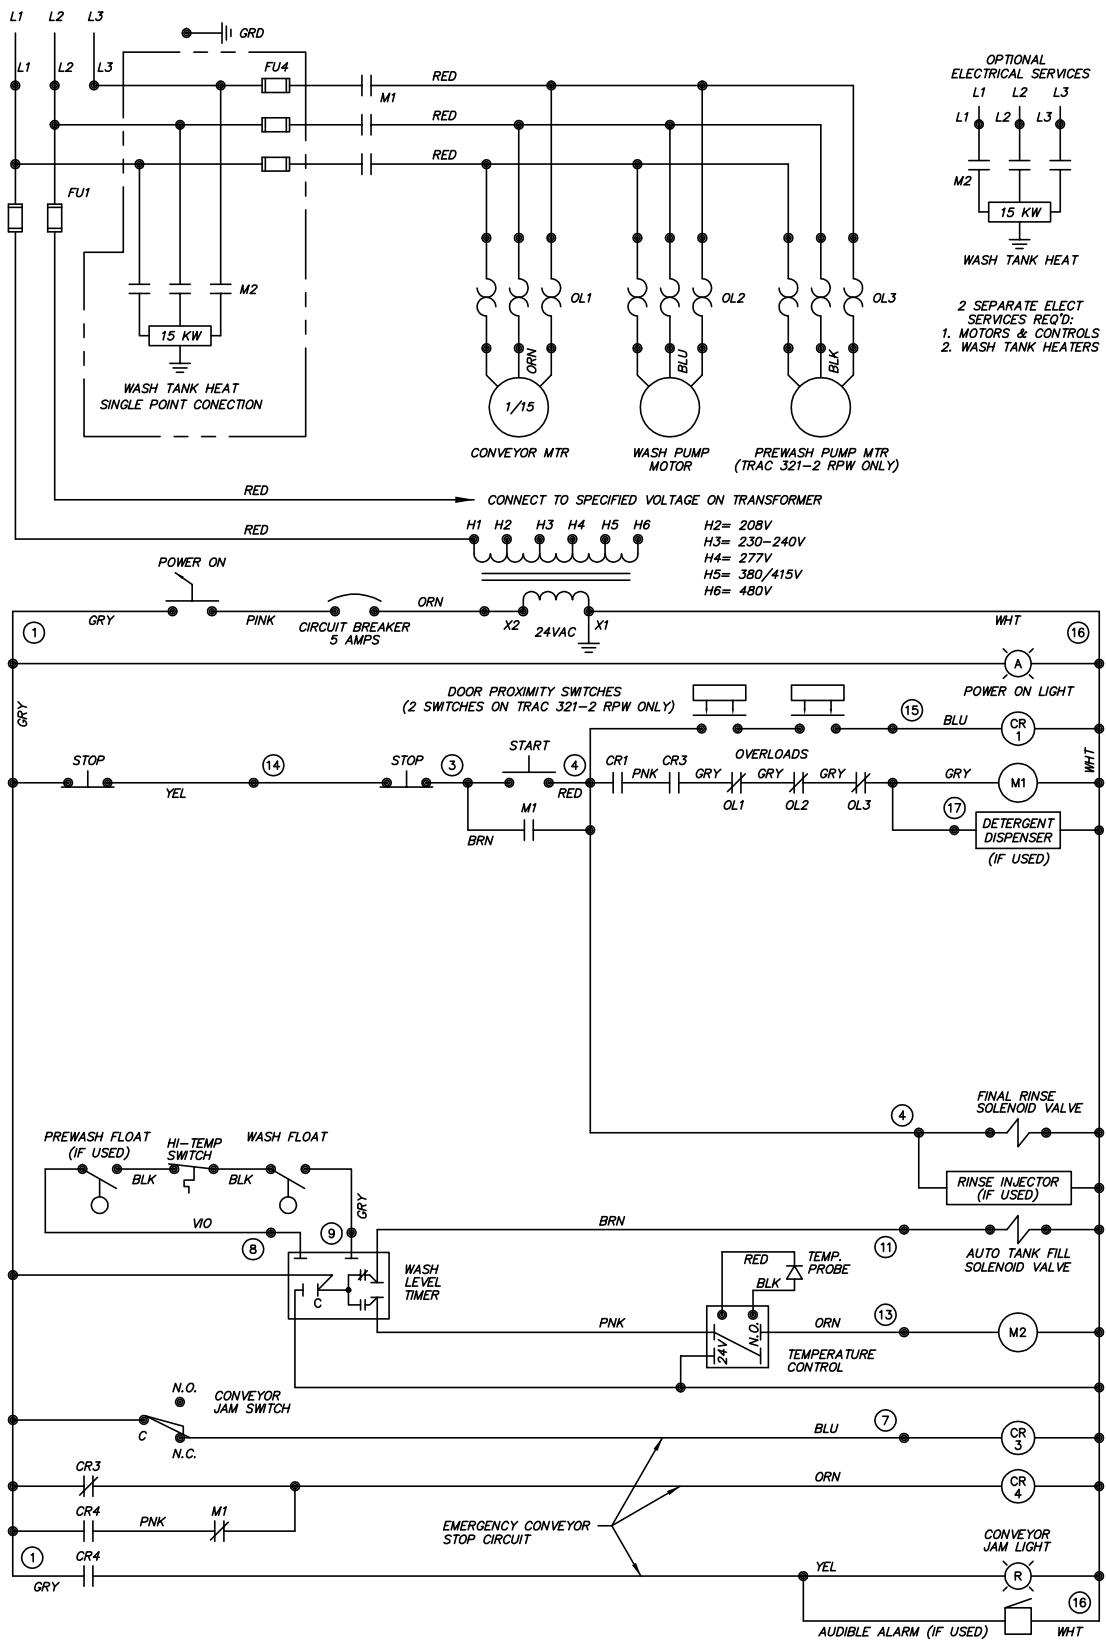 L1 L2 L3
GRD
L1 L2 L3
FU4
M1
RED
RED
RED
FU1
M2
15 KW
WASH TANK HEAT
SINGLE POINT CONECTION
OL1
OL2
OL3
ORN
BLU
BLK
1/15
CONVEYOR MTR
WASH PUMP
MOTOR
PREWASH PUMP MTR
(TRAC 321-2 RPW ONLY)
OPTIONAL
ELECTRICAL SERVICES
L1 L2 L3
L1 L2 L3
M2
15 KW
WASH TANK HEAT
2 SEPARATE ELECT
SERVICES REQ'D:
1. MOTORS & CONTROLS
2. WASH TANK HEATERS
RED
CONNECT TO SPECIFIED VOLTAGE ON TRANSFORMER
RED
H1 H2 H3 H4 H5 H6
H2= 208V
H3= 230-240V
H4= 277V
H5= 380/415V
H6= 480V
POWER ON
GRY
PINK
CIRCUIT BREAKER
5 AMPS
ORN
X2
24VAC
X1
WHT
1
16
A
POWER ON LIGHT
GRY
DOOR PROXIMITY SWITCHES
(2 SWITCHES ON TRAC 321-2 RPW ONLY)
15
BLU
CR
1
WHT
STOP
YEL
14
STOP
3
START
4
RED
M1
BRN
CR1
PNK
CR3
OVERLOADS
GRY
OL1
GRY
OL2
GRY
OL3
GRY
M1
17
DETERGENT
DISPENSER
(IF USED)
4
FINAL RINSE
SOLENOID VALVE
RINSE INJECTOR
(IF USED)
PREWASH FLOAT
(IF USED)
HI-TEMP
SWITCH
WASH FLOAT
BLK
BLK
GRY
VIO
8
9
C
WASH
LEVEL
TIMER
BRN
11
AUTO TANK FILL
SOLENOID VALVE
RED
BLK
TEMP.
PROBE
PNK
24V
N.O.
ORN
13
M2
TEMPERATURE
CONTROL
N.O.
CONVEYOR
JAM SWITCH
C
N.C.
BLU
7
CR
3
CR3
ORN
CR
4
CR4
PNK
M1
EMERGENCY CONVEYOR
STOP CIRCUIT
1
GRY
CR4
YEL
CONVEYOR
JAM LIGHT
R
16
AUDIBLE ALARM (IF USED)
WHT